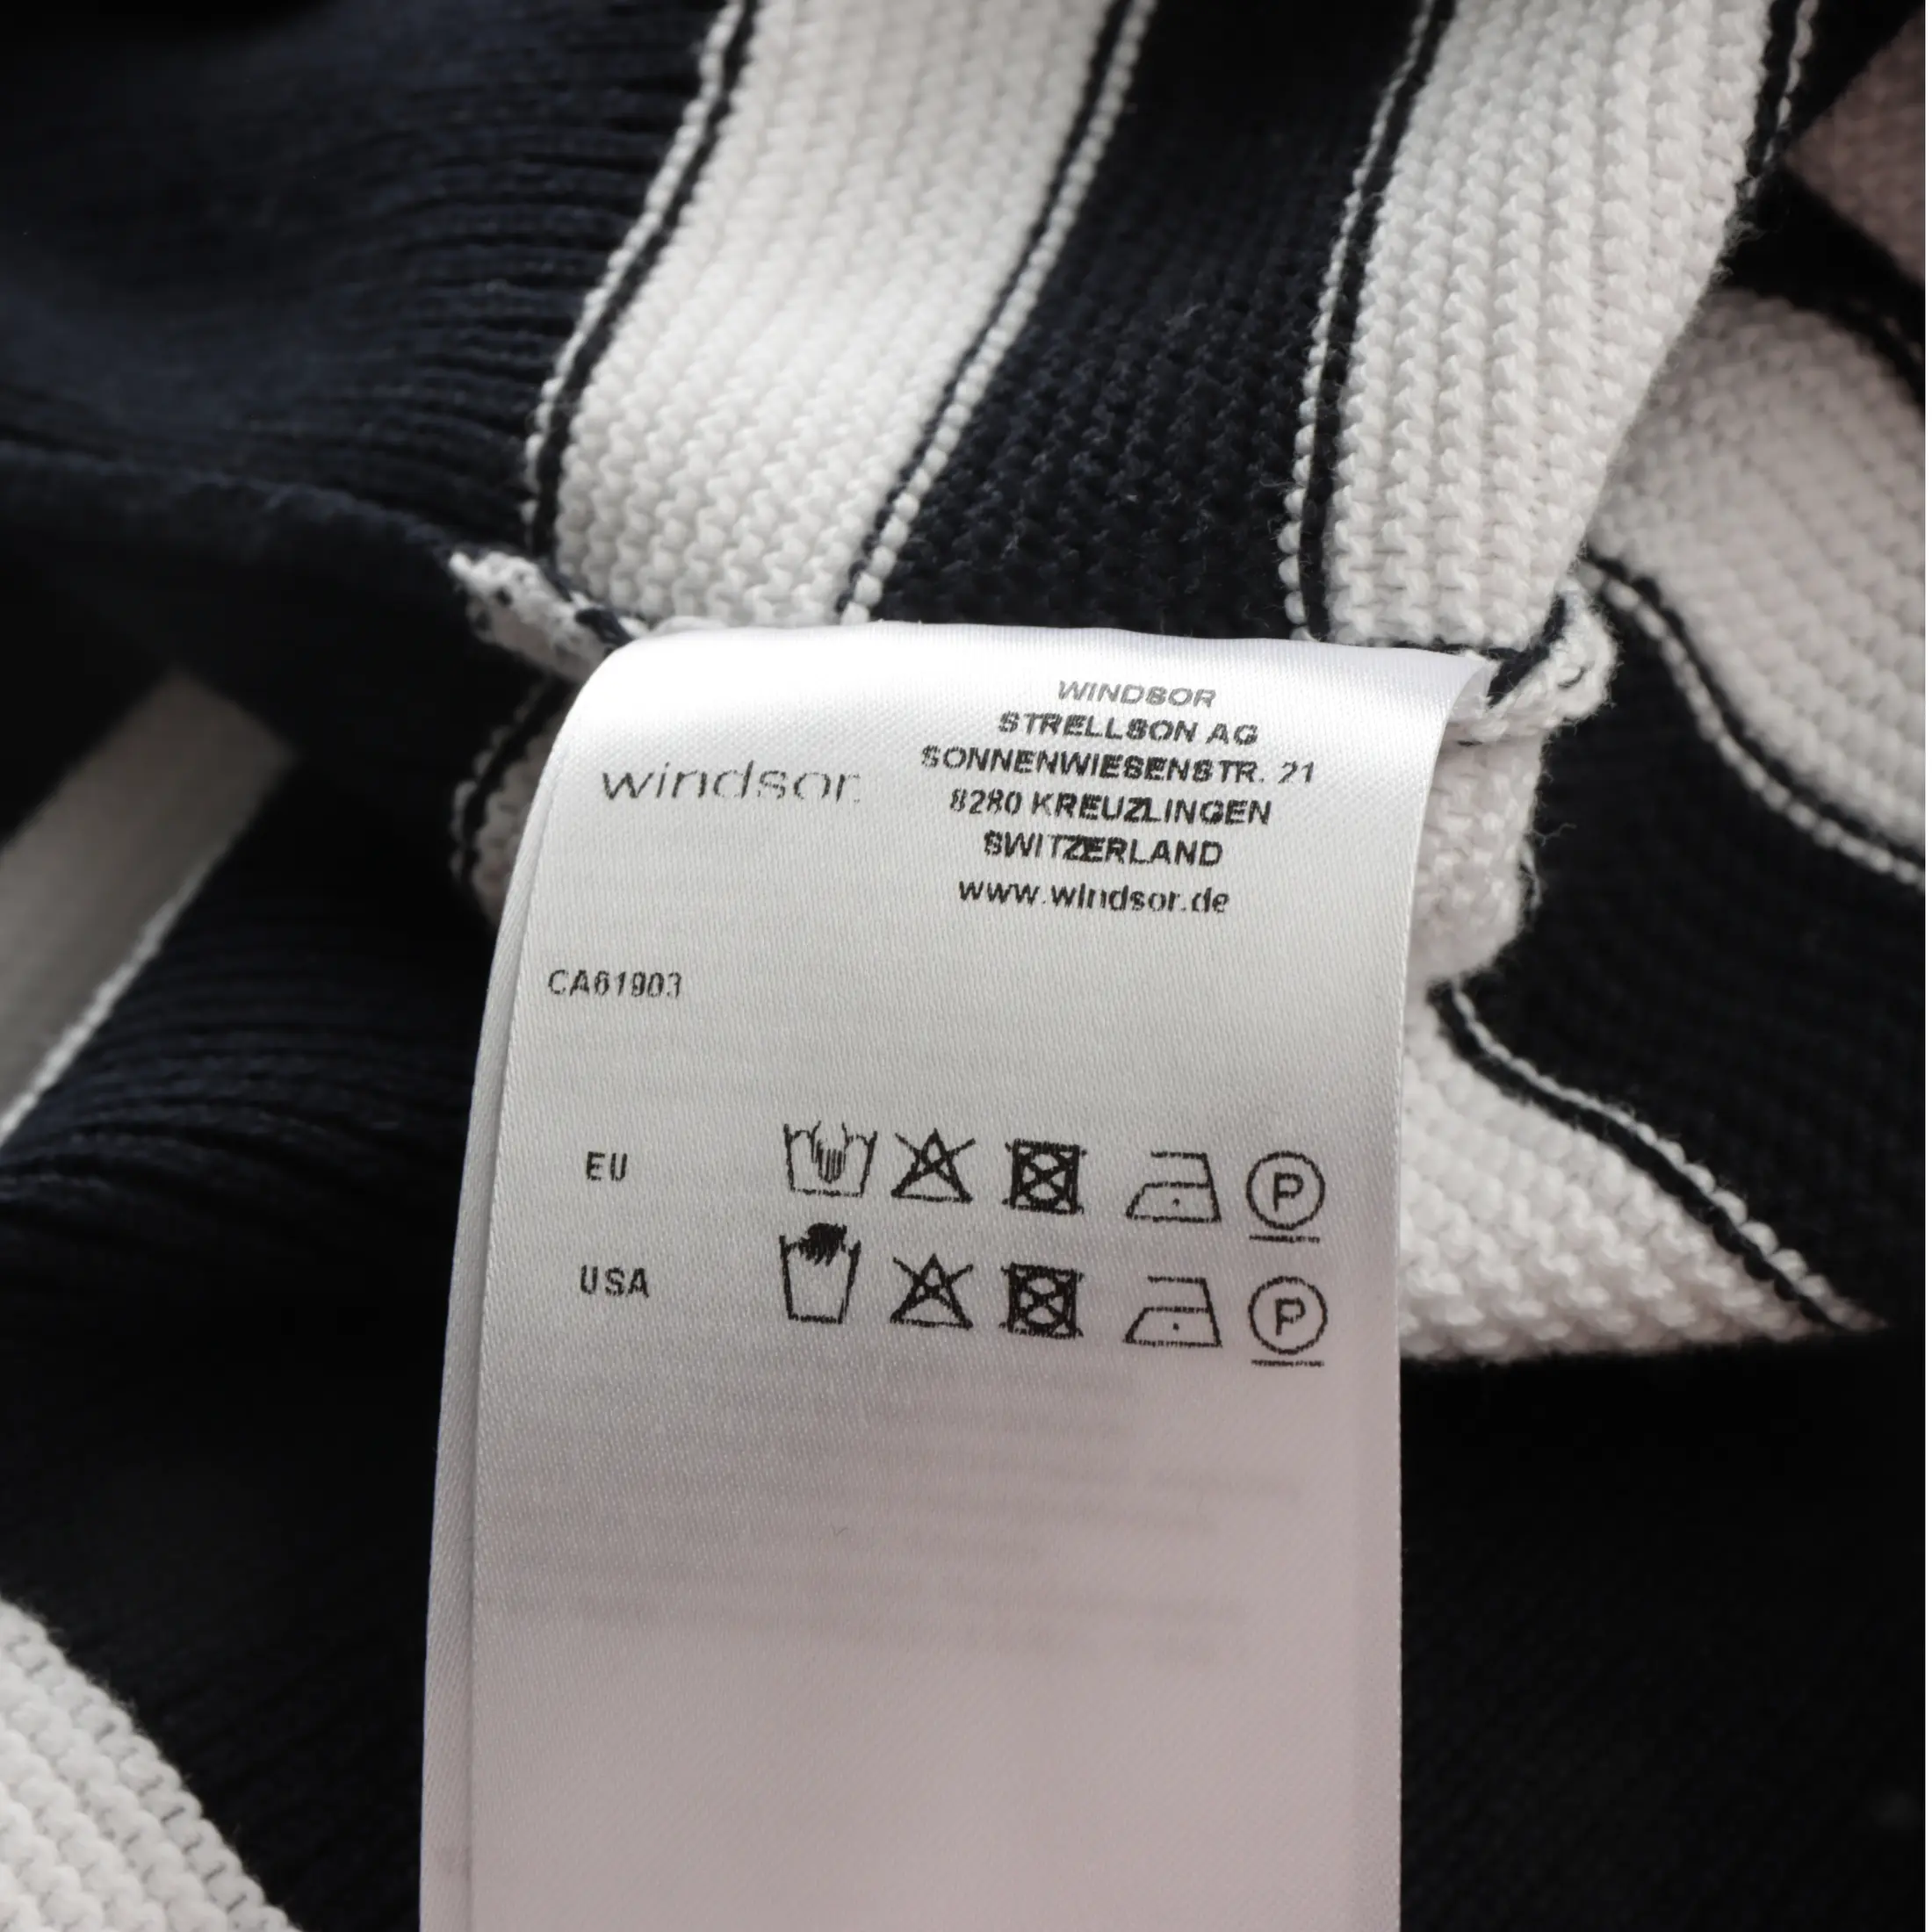 WINDSOR
STRELLSON AG
SONNENWIESENSTR. 21
8280 KREUZLINGEN
SWITZERLAND
www.windsor.de
windsor.
CA61903
EU
P
USA
P